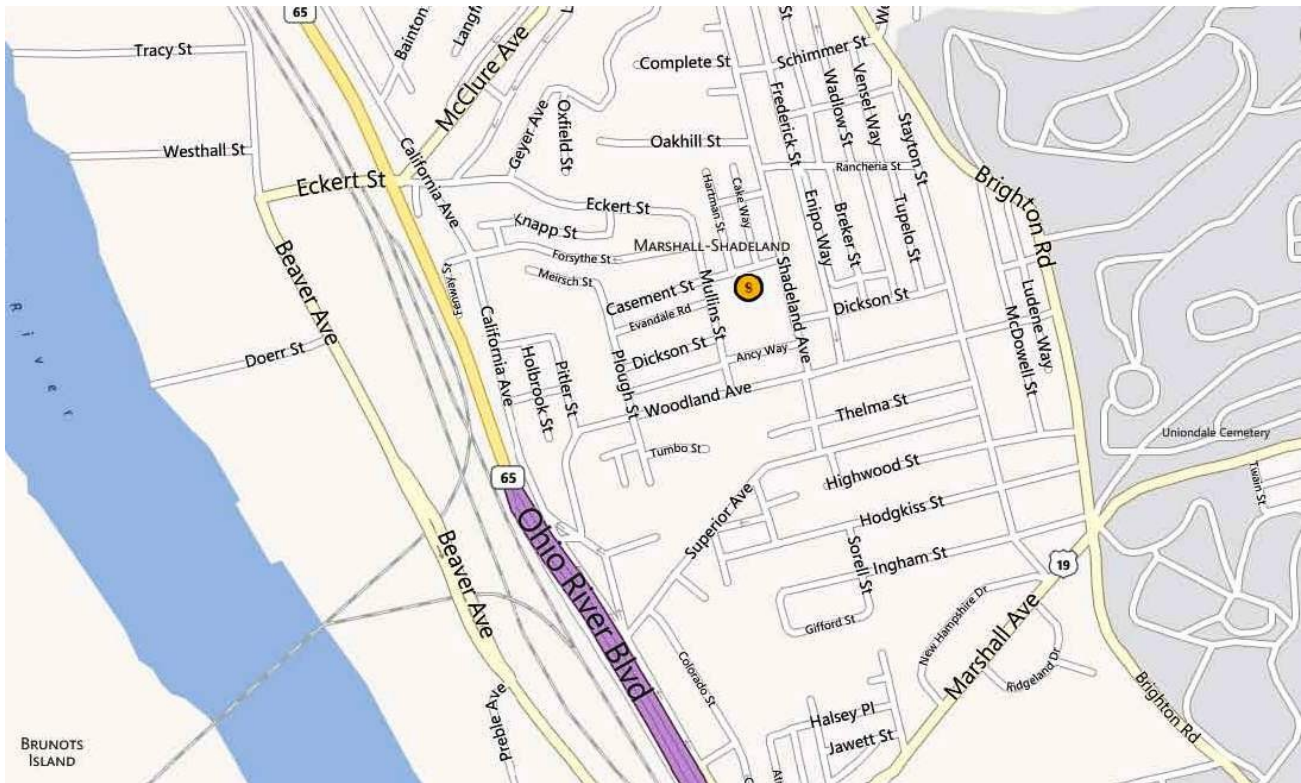 65
Tracy St
Bainton
Langf
McClure Ave
L
Complete St
Schimmer St
Westhall St
California Ave
Geyer Ave
Oxfield St
Oakhill St
Frederick St
Wadlow St
Vensel Way
Stayton St
Rancheria St
Eckert St
Eckert St
Knapp St
Forsythe St
Meirsch St
Fenway St
Hartman St
Cake Way
MARSHALL-SHADELAND
Enipo Way
Breker St
Tupelo St
Brighton Rd
River
Beaver Ave
Casement St
Evandale Rd
Mullins St
S
Shadeland Ave
Dickson St
Ludene Way
McDowell St
Doerr St
California Ave
Holbrook St
Pitler St
Plough St
Dickson St
Ancy Way
Woodland Ave
Thelma St
Uniondale Cemetery
Tumbo St
Highwood St
Twain St
65
Superior Ave
Hodgkiss St
Ohio River Blvd
Beaver Ave
Sorell St
Ingham St
19
Gifford St
New Hampshire Dr
Marshall Ave
Ridgeland Dr
Colorado St
Brighton Rd
Preble Ave
Halsey Pl
Jawett St
BRUNOTS
ISLAND